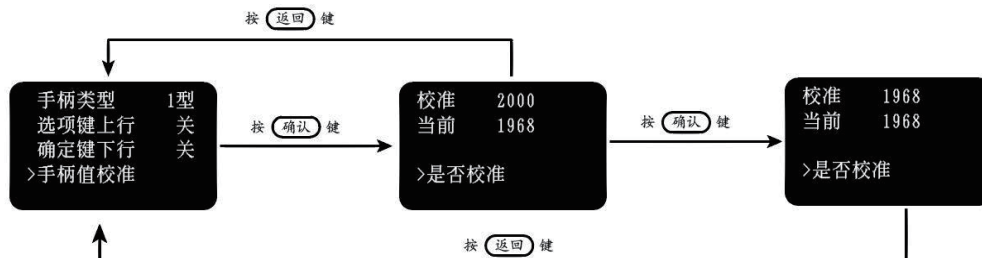 按 返回 键
手柄类型 1型
选项键上行 关
确定键下行 关
>手柄值校准
按 确认 键
校准 2000
当前 1968
>是否校准
按 确认 键
校准 1968
当前 1968
>是否校准
按 返回 键